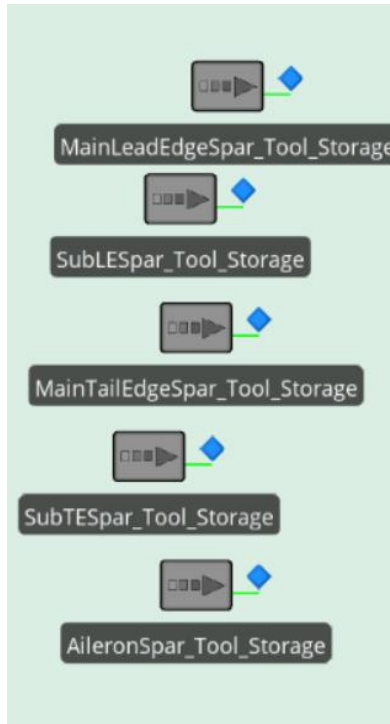 MainLeadEdgeSpar_Tool_Storage
SubLESpar_Tool_Storage
MainTailEdgeSpar_Tool_Storage
SubTESpar_Tool_Storage
AileronSpar_Tool_Storage